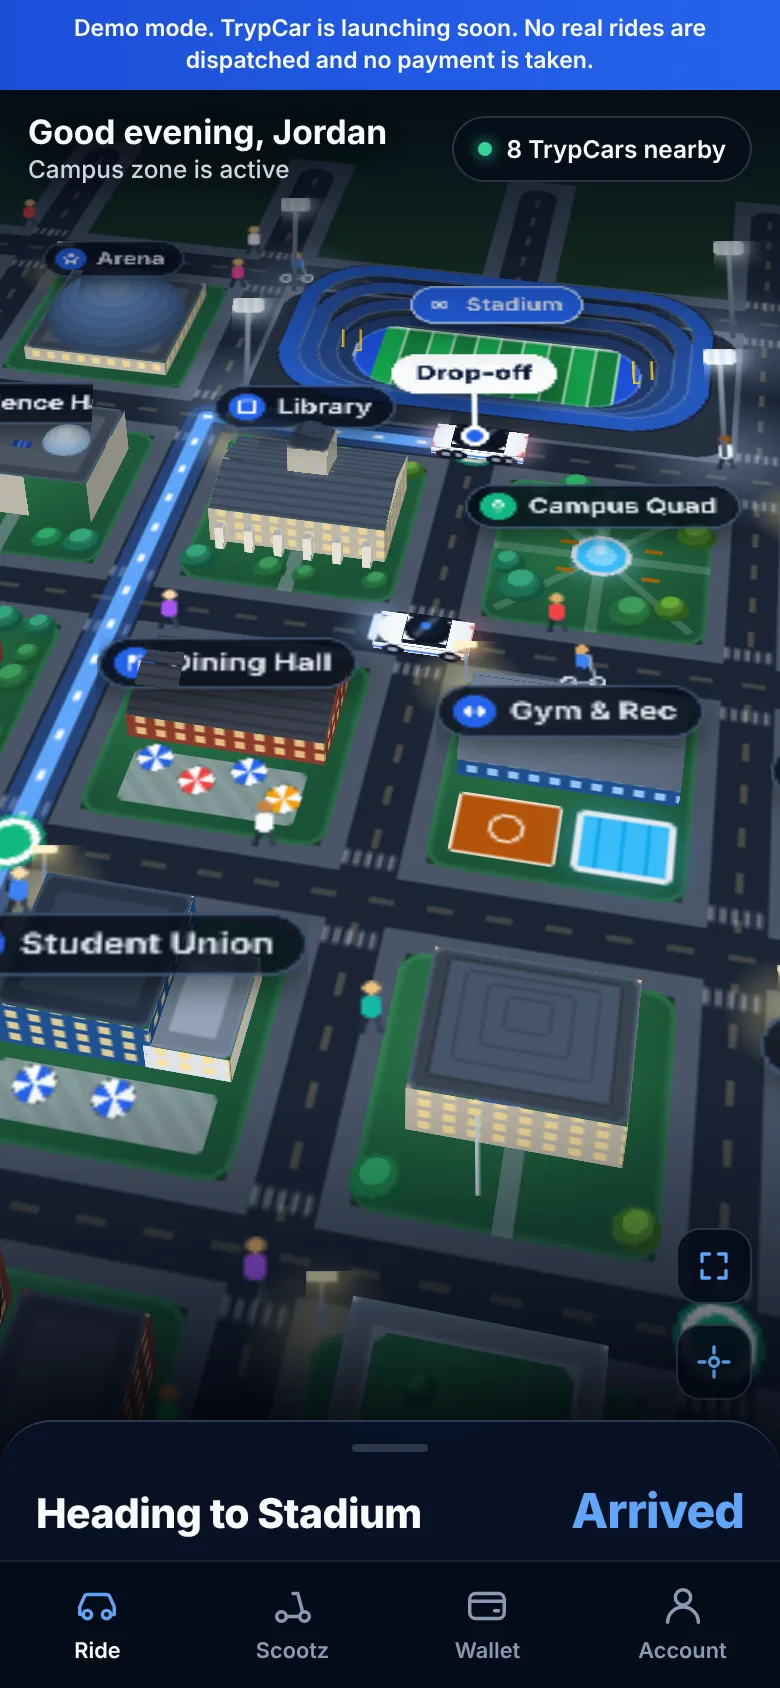 Demo mode. TrypCar is launching soon. No real rides are
dispatched and no payment is taken.
Good evening, Jordan
Campus zone is active
8 TrypCars nearby
Arena
Stadium
Drop-off
ence H
Library
Campus Quad
Dining Hall
Gym & Rec
Student Union
Heading to Stadium
Arrived
Ride
Scootz
Wallet
Account